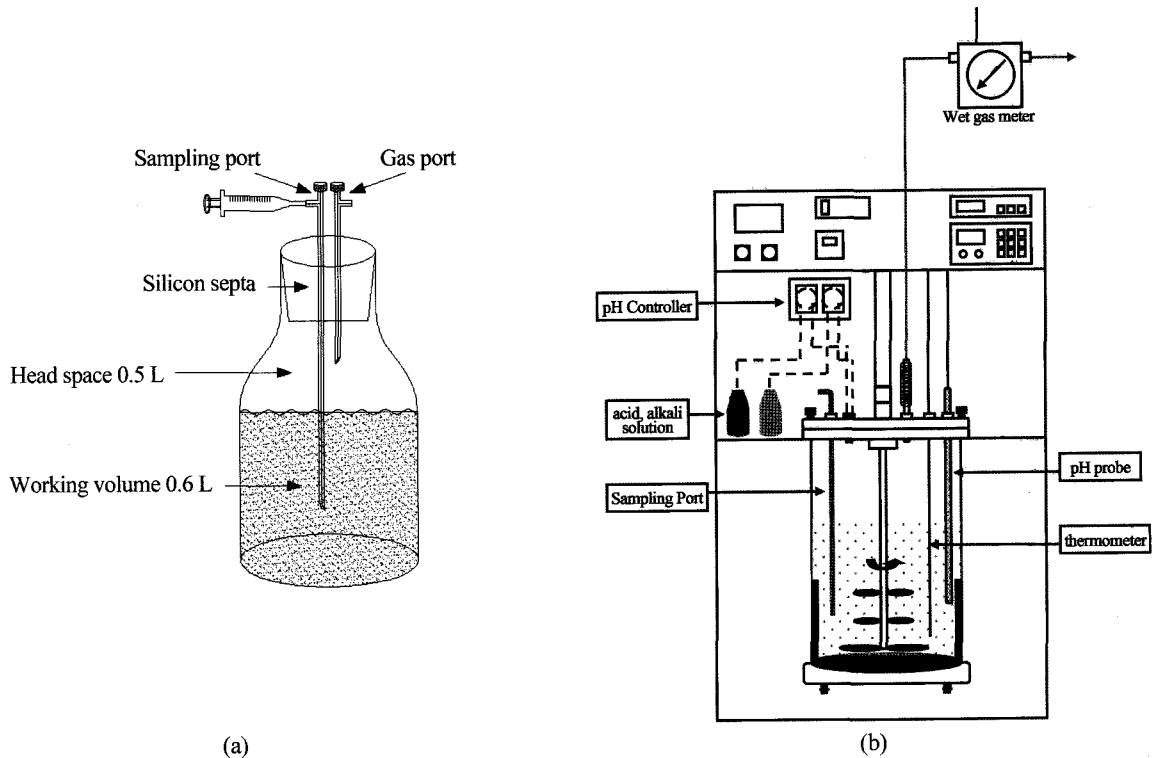 Sampling port
Gas port
Silicon septa
Head space 0.5 L
Working volume 0.6 L
(a)
Wet gas meter
pH Controller
acid, alkali
solution
Sampling Port
pH probe
thermometer
(b)